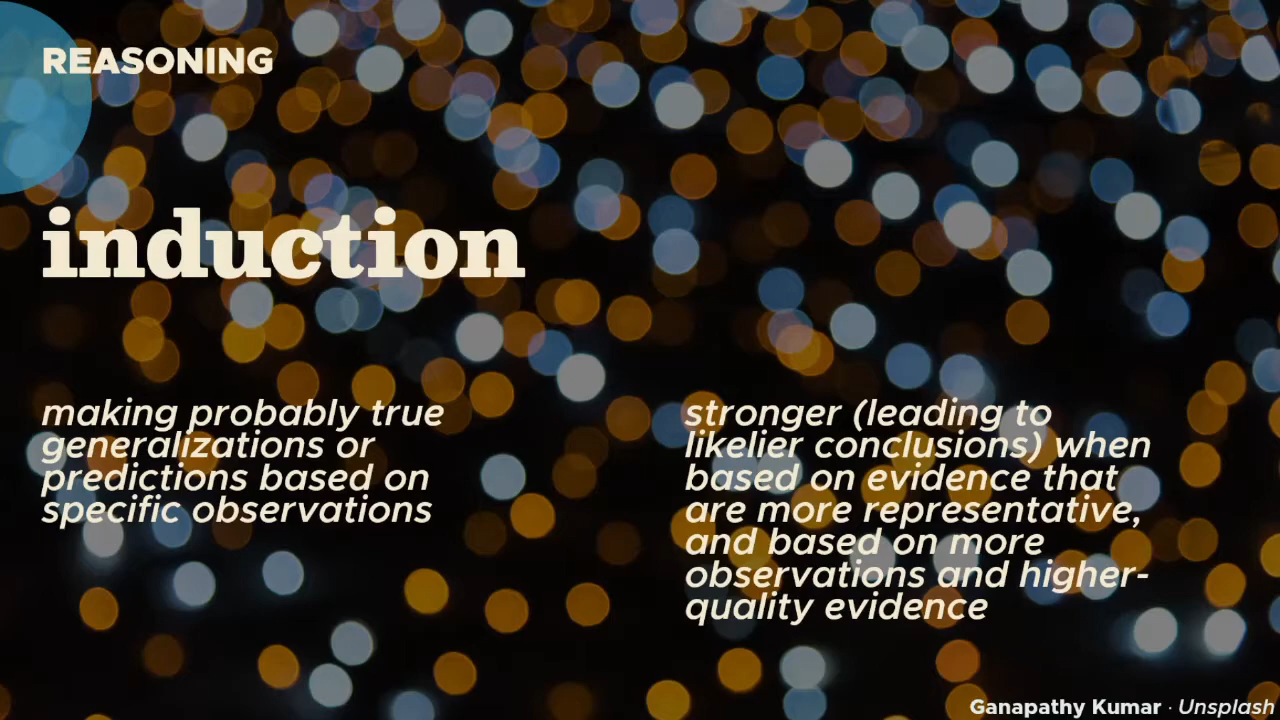 REASONING
induction
making probably true
generalizations or
predictions based on
specific observations
stronger (leading to
likelier conclusions) when
based on evidence that
are more representative,
and based on more
observations and higher-
quality evidence
Ganapathy Kumar · Unsplash